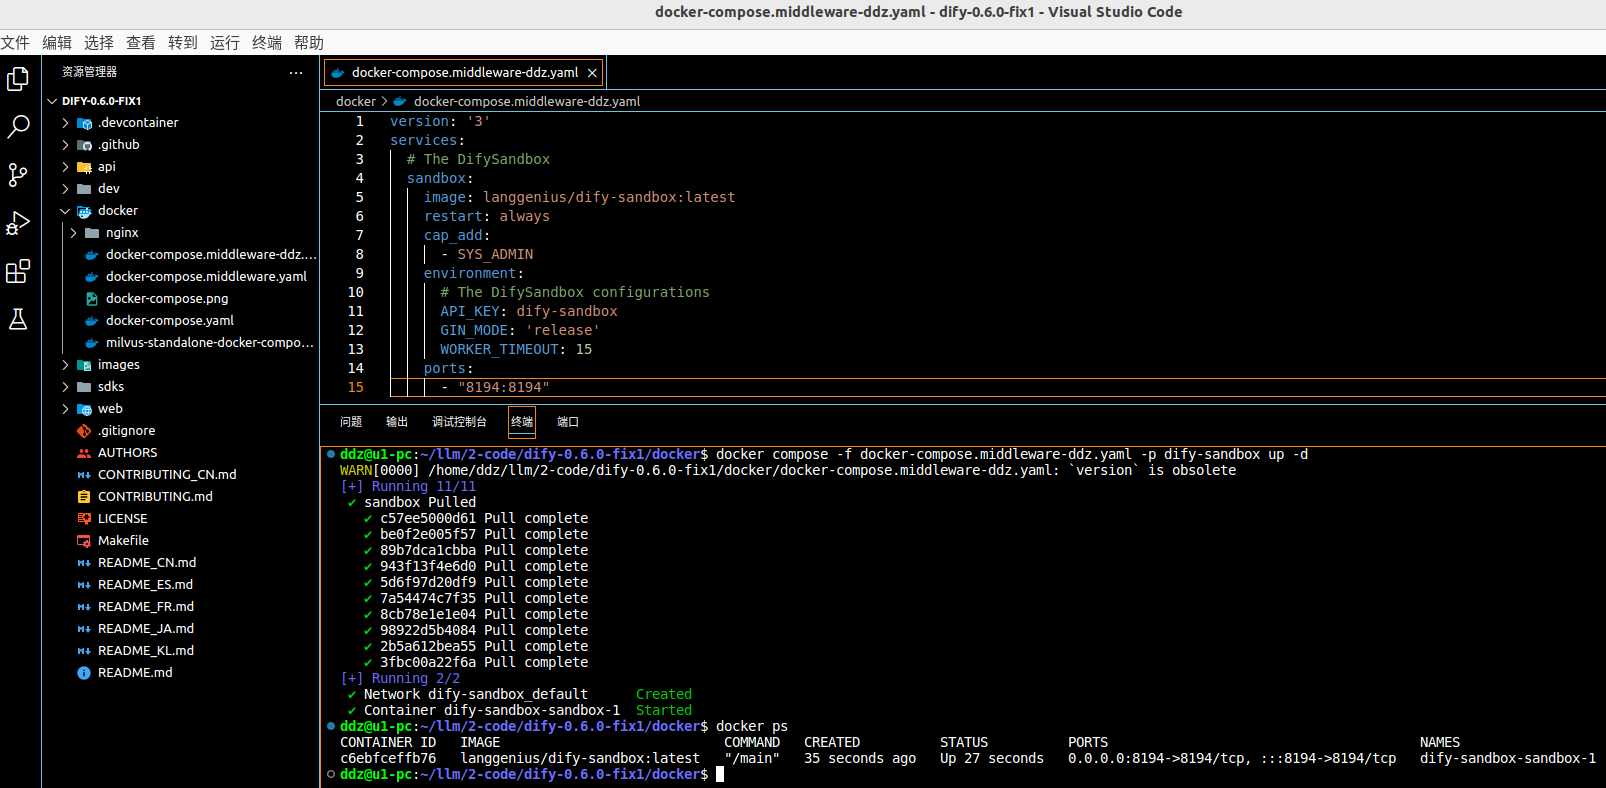 docker-compose.middleware-ddz.yaml - dify-0.6.0-fix1 - Visual Studio Code
文件 编辑 选择 查看 转到 运行 终端 帮助
资源管理器 ···
DIFY-0.6.0-FIX1
.devcontainer
.github
api
dev
docker
nginx
docker-compose.middleware-ddz....
docker-compose.middleware.yaml
docker-compose.png
docker-compose.yaml
milvus-standalone-docker-compo...
images
sdks
web
.gitignore
AUTHORS
CONTRIBUTING_CN.md
CONTRIBUTING.md
LICENSE
Makefile
README_CN.md
README_ES.md
README_FR.md
README_JA.md
README_KL.md
README.md
docker-compose.middleware-ddz.yaml
docker > docker-compose.middleware-ddz.yaml
1 version: '3'
2 services:
3 # The DifySandbox
4 sandbox:
5 image: langgenius/dify-sandbox:latest
6 restart: always
7 cap_add:
8 - SYS_ADMIN
9 environment:
10 # The DifySandbox configurations
11 API_KEY: dify-sandbox
12 GIN_MODE: 'release'
13 WORKER_TIMEOUT: 15
14 ports:
15 - "8194:8194"
问题 输出 调试控制台 终端 端口
ddz@u1-pc:~/llm/2-code/dify-0.6.0-fix1/docker$ docker compose -f docker-compose.middleware-ddz.yaml -p dify-sandbox up -d
WARN[0000] /home/ddz/llm/2-code/dify-0.6.0-fix1/docker/docker-compose.middleware-ddz.yaml: `version` is obsolete
[+] Running 11/11
✔ sandbox Pulled
✔ c57ee5000d61 Pull complete
✔ be0f2e005f57 Pull complete
✔ 89b7dca1cbba Pull complete
✔ 943f13f4e6d0 Pull complete
✔ 5d6f97d20df9 Pull complete
✔ 7a54474c7f35 Pull complete
✔ 8cb78e1e1e04 Pull complete
✔ 98922d5b4084 Pull complete
✔ 2b5a612bea55 Pull complete
✔ 3fbc00a22f6a Pull complete
[+] Running 2/2
✔ Network dify-sandbox_default Created
✔ Container dify-sandbox-sandbox-1 Started
ddz@u1-pc:~/llm/2-code/dify-0.6.0-fix1/docker$ docker ps
CONTAINER ID IMAGE COMMAND CREATED STATUS PORTS NAMES
c6ebfceffb76 langgenius/dify-sandbox:latest "/main" 35 seconds ago Up 27 seconds 0.0.0.0:8194->8194/tcp, :::8194->8194/tcp dify-sandbox-sandbox-1
ddz@u1-pc:~/llm/2-code/dify-0.6.0-fix1/docker$